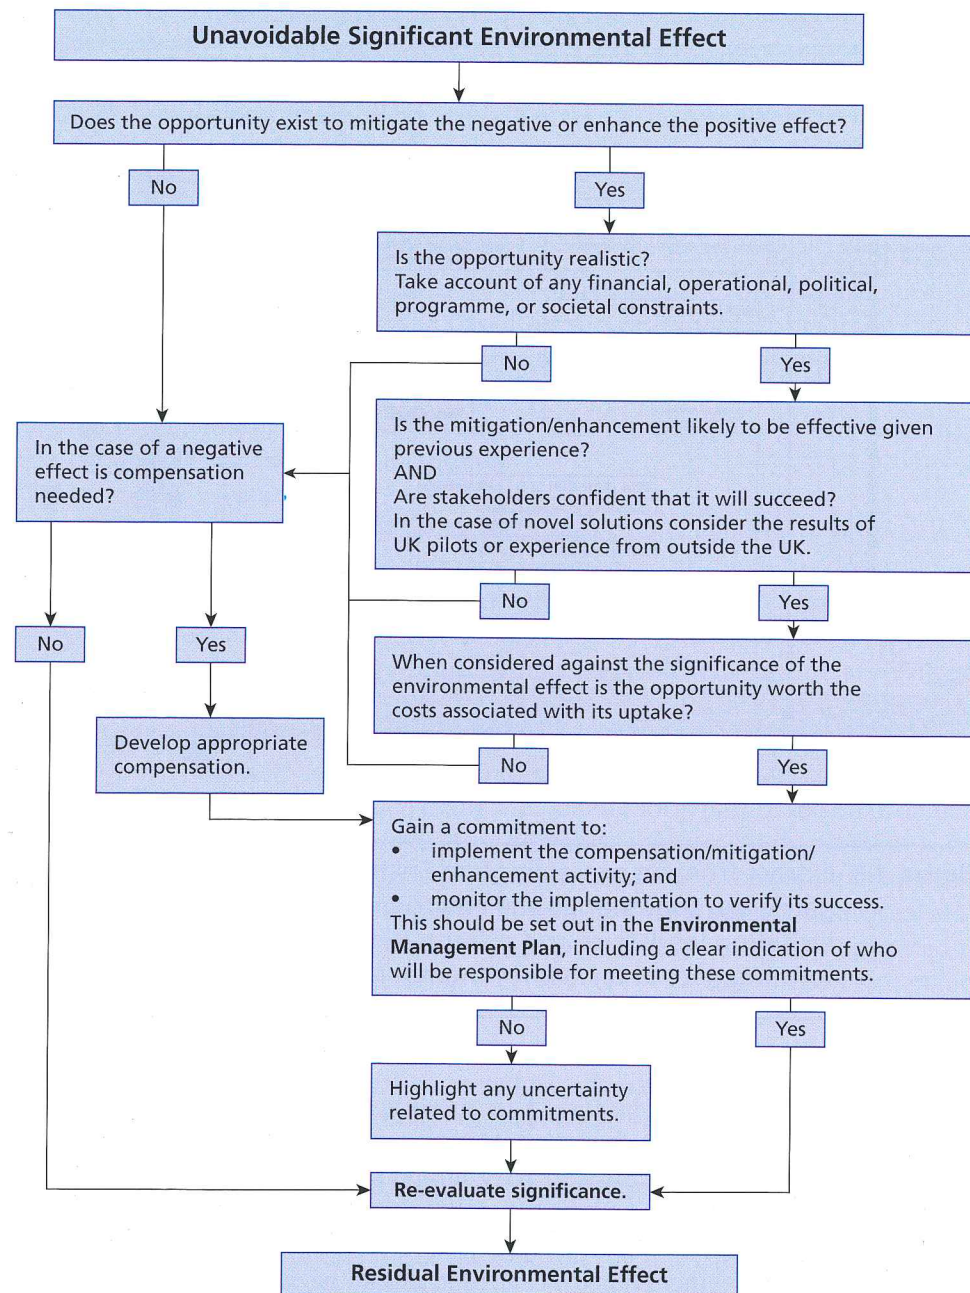 Unavoidable Significant Environmental Effect
Does the opportunity exist to mitigate the negative or enhance the positive effect?
No
Yes
Is the opportunity realistic?
Take account of any financial, operational, political,
programme, or societal constraints.
No
Yes
In the case of a negative
effect is compensation
needed?
Is the mitigation/enhancement likely to be effective given
previous experience?
AND
Are stakeholders confident that it will succeed?
In the case of novel solutions consider the results of
UK pilots or experience from outside the UK.
No
Yes
No
Yes
When considered against the significance of the
environmental effect is the opportunity worth the
costs associated with its uptake?
Develop appropriate
compensation.
No
Yes
Gain a commitment to:
• implement the compensation/mitigation/
enhancement activity; and
• monitor the implementation to verify its success.
This should be set out in the Environmental
Management Plan, including a clear indication of who
will be responsible for meeting these commitments.
No
Yes
Highlight any uncertainty
related to commitments.
Re-evaluate significance.
Residual Environmental Effect